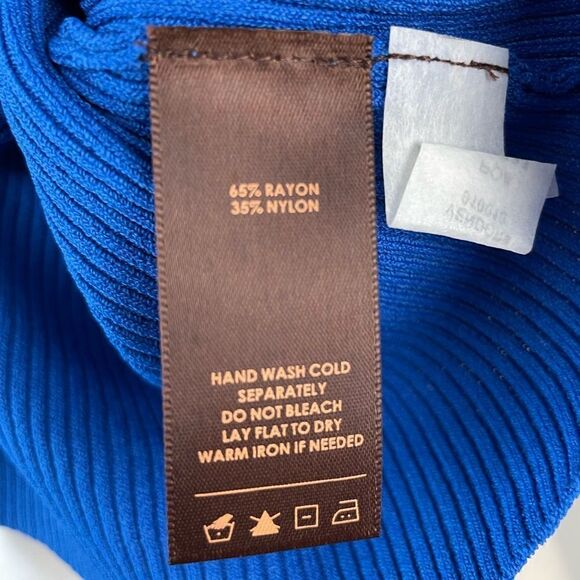 65% RAYON
35% NYLON
HAND WASH COLD
SEPARATELY
DO NOT BLEACH
LAY FLAT TO DRY
WARM IRON IF NEEDED